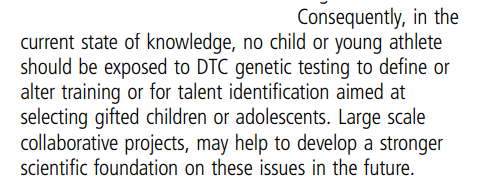 Consequently, in the
current state of knowledge, no child or young athlete
should be exposed to DTC genetic testing to define or
alter training or for talent identification aimed at
selecting gifted children or adolescents. Large scale
collaborative projects, may help to develop a stronger
scientific foundation on these issues in the future.